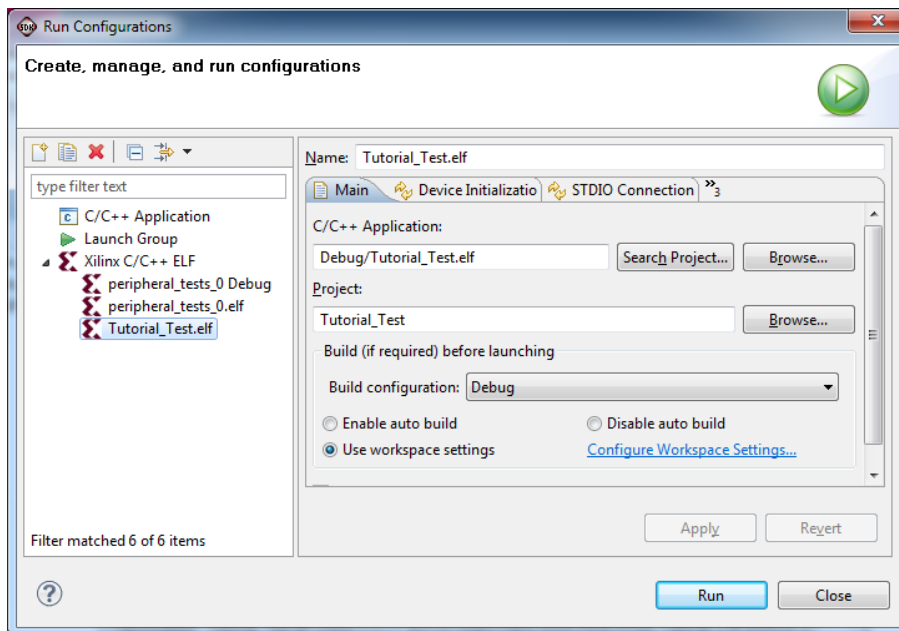 SDK Run Configurations
Create, manage, and run configurations
type filter text
C/C++ Application
Launch Group
Xilinx C/C++ ELF
peripheral_tests_0 Debug
peripheral_tests_0.elf
Tutorial_Test.elf
Filter matched 6 of 6 items
Name: Tutorial_Test.elf
Main Device Initializatio STDIO Connection »3
C/C++ Application:
Debug/Tutorial_Test.elf Search Project... Browse...
Project:
Tutorial_Test Browse...
Build (if required) before launching
Build configuration: Debug
Enable auto build Disable auto build
Use workspace settings Configure Workspace Settings...
Apply Revert
? Run Close